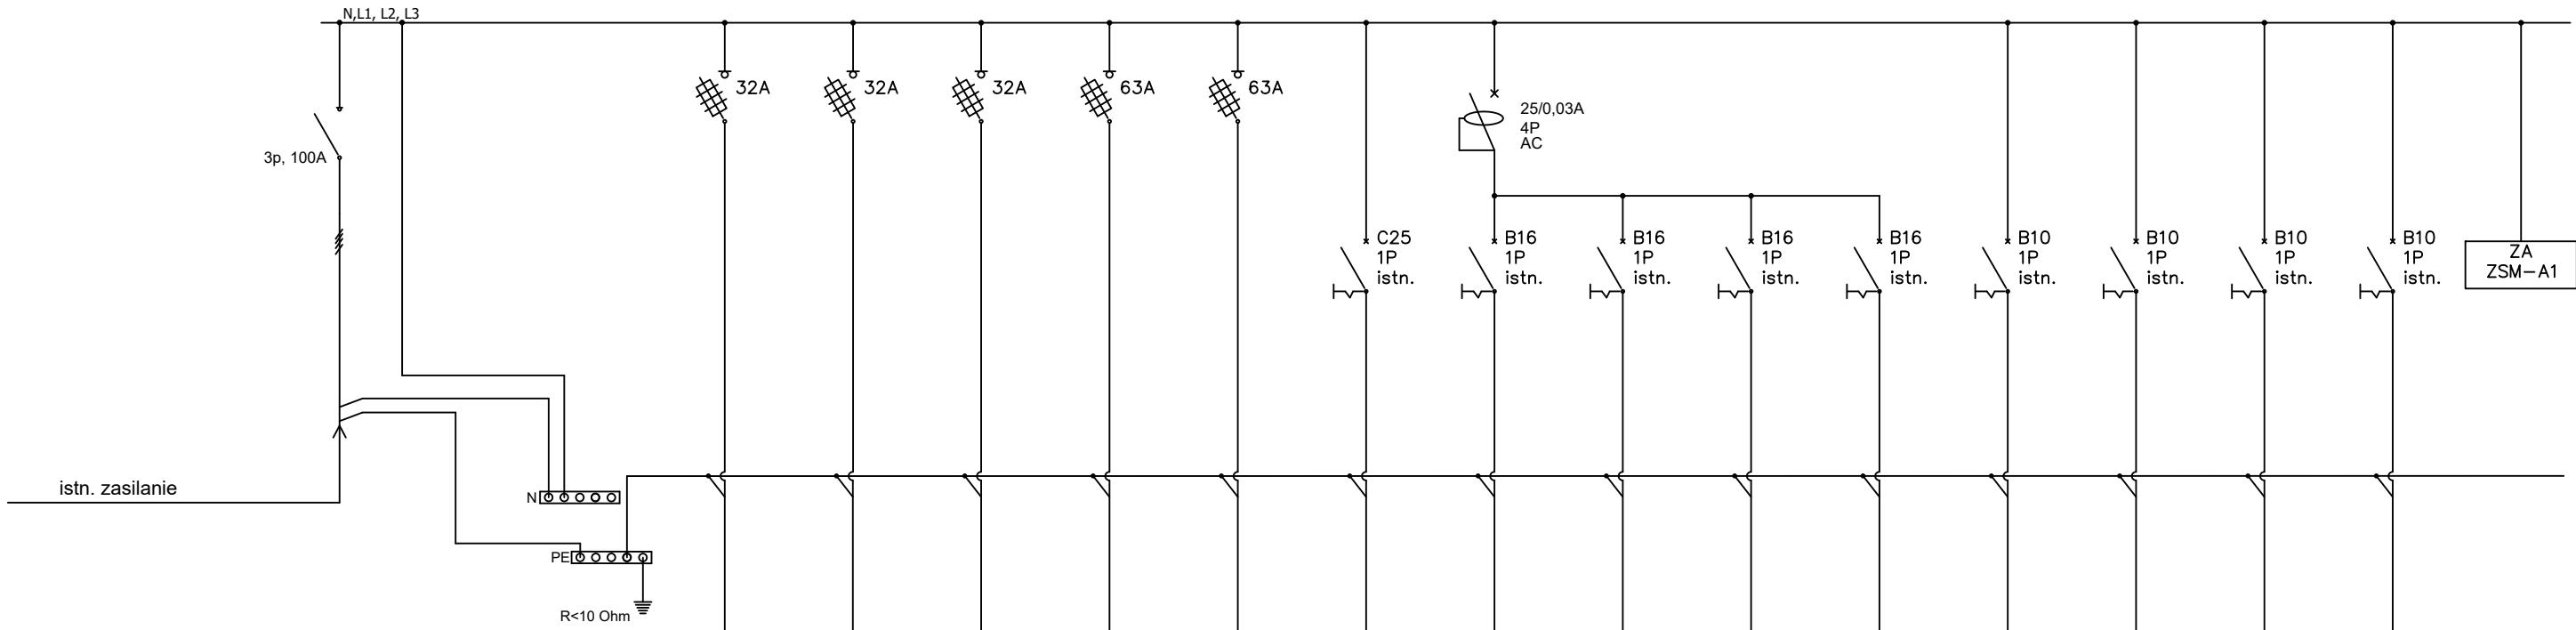 N,L1, L2, L3
32A
32A
32A
63A
63A
25/0,03A
4P
AC
3p, 100A
C25
1P
istn.
B16
1P
istn.
B16
1P
istn.
B16
1P
istn.
B16
1P
istn.
B10
1P
istn.
B10
1P
istn.
B10
1P
istn.
B10
1P
istn.
ZA
ZSM-A1
istn. zasilanie
N
PE
R<10 Ohm